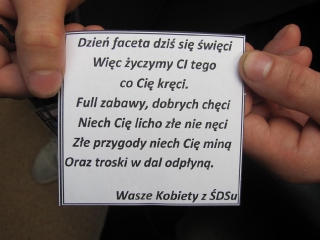 Dzień faceta dziś się święci
Więc życzymy CI tego
co Cię kręci.
Full zabawy, dobrych chęci
Niech Cię licho złe nie nęci
Złe przygody niech Cię miną
Oraz troski w dal odpłyną.
Wasze Kobiety z ŚDSu